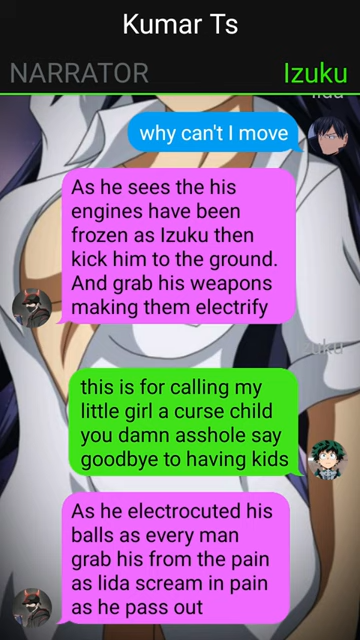 Kumar Ts
NARRATOR Izuku
Iida
why can't I move
As he sees the his
engines have been
frozen as Izuku then
kick him to the ground.
And grab his weapons
making them electrify
Izuku
this is for calling my
little girl a curse child
you damn asshole say
goodbye to having kids
As he electrocuted his
balls as every man
grab his from the pain
as Iida scream in pain
as he pass out